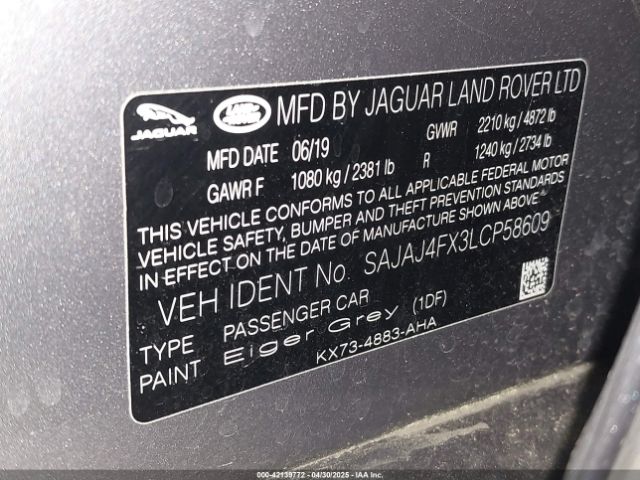 JAGUAR LAND ROVER MFD BY JAGUAR LAND ROVER LTD
MFD DATE 06/19 GVWR 2210 kg / 4872 lb
GAWR F 1080 kg / 2381 lb R 1240 kg / 2734 lb
THIS VEHICLE CONFORMS TO ALL APPLICABLE FEDERAL MOTOR
VEHICLE SAFETY, BUMPER AND THEFT PREVENTION STANDARDS
IN EFFECT ON THE DATE OF MANUFACTURE SHOWN ABOVE.
VEH IDENT No. SAJAJ4FX3LCP58609
TYPE PASSENGER CAR
PAINT Eiger Grey (1DF)
KX73-4883-AHA
000-42139772 - 04/30/2025 - IAAI, Inc.